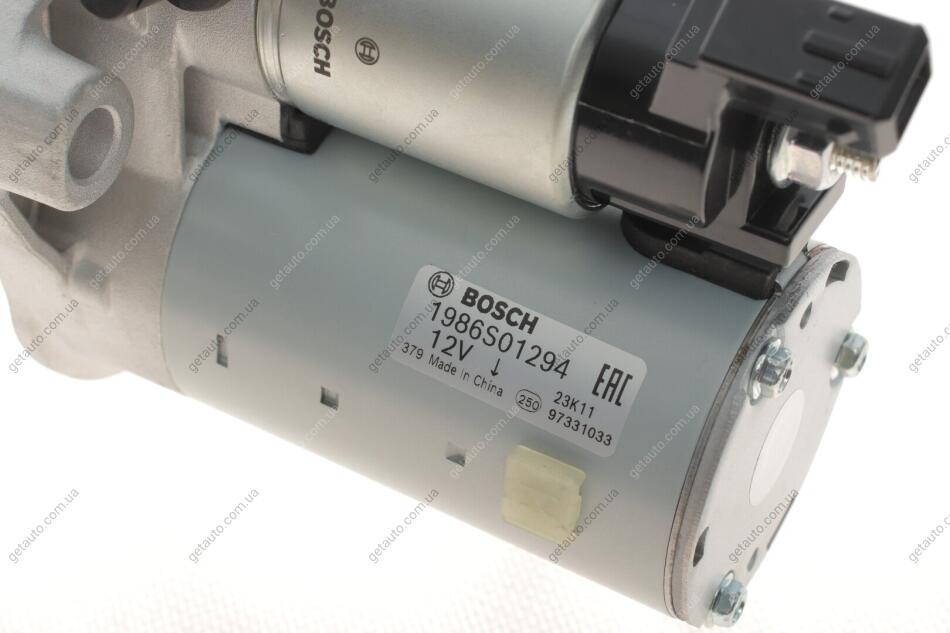 BOSCH
BOSCH
1986S01294
12V ↓
379 Made in China
EAC
23K11
250 97331033
getauto.com.ua